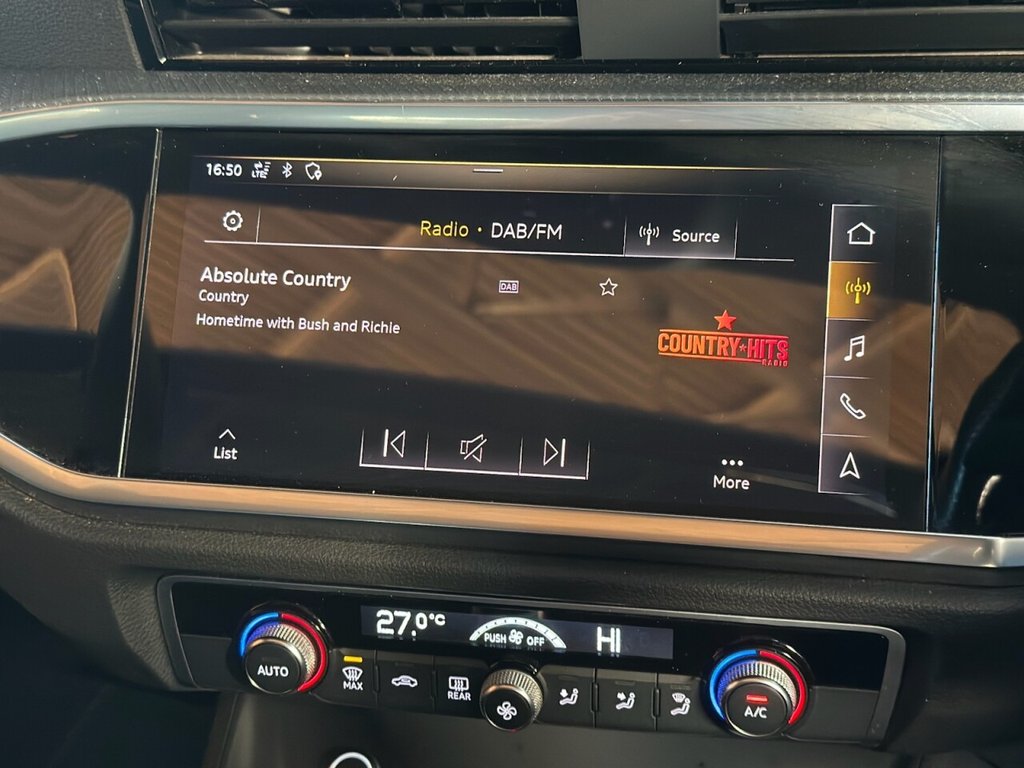 16:50 LTE
Radio · DAB/FM
Source
Absolute Country
DAB
Country
Hometime with Bush and Richie
COUNTRY★HITS
RADIO
List
More
27.0°C
PUSH OFF
HI
AUTO
MAX
REAR
A/C